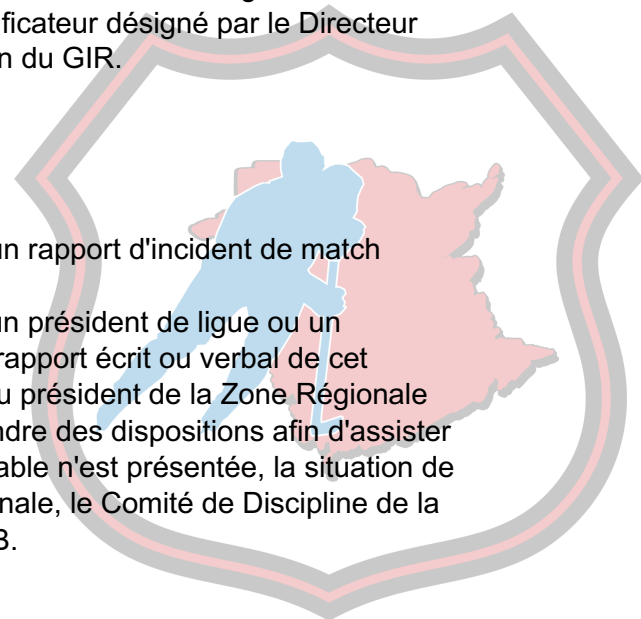 ficateur désigné par le Directeur
n du GIR.
un rapport d'incident de match
un président de ligue ou un
rapport écrit ou verbal de cet
u président de la Zone Régionale
ndre des dispositions afin d'assister
able n'est présentée, la situation de
nale, le Comité de Discipline de la